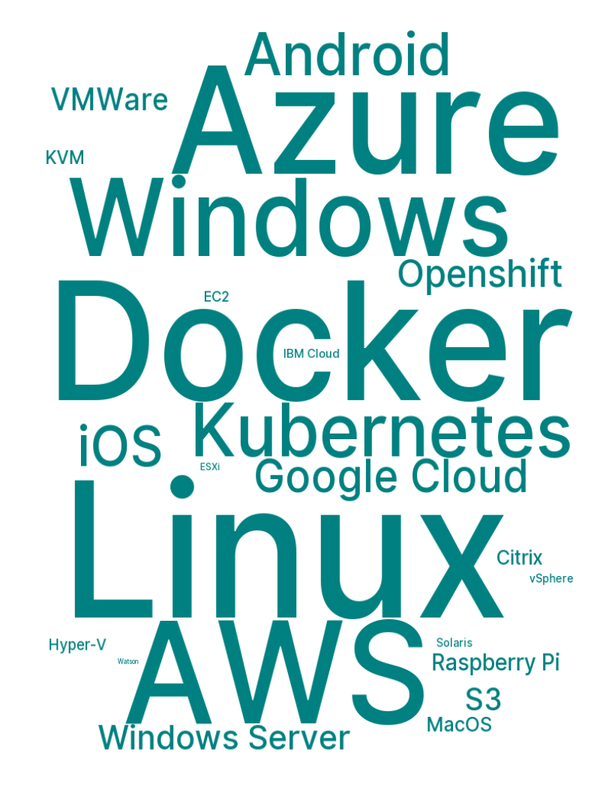 Android
VMWare
Azure
KVM
Windows
Openshift
EC2
Docker
IBM Cloud
iOS
Kubernetes
ESXi
Google Cloud
Linux
Citrix
vSphere
Hyper-V
Watson
AWS
Solaris
Raspberry Pi
S3
MacOS
Windows Server